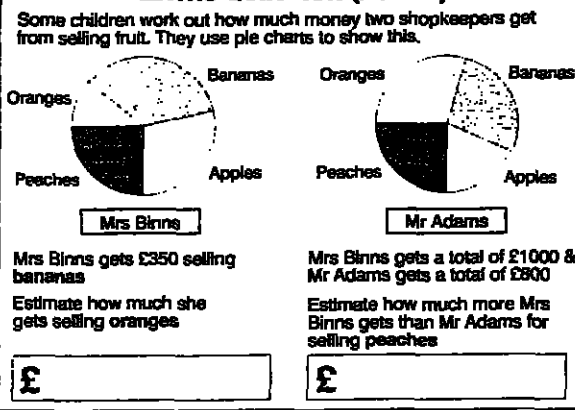 Some children work out how much money two shopkeepers get
from selling fruit. They use pie charts to show this.
Oranges
Bananas
Peaches
Apples
Mrs Binns
Oranges
Bananas
Peaches
Apples
Mr Adams
Mrs Binns gets £350 selling
bananas
Estimate how much she
gets selling oranges
£
Mrs Binns gets a total of £1000 &
Mr Adams gets a total of £800
Estimate how much more Mrs
Binns gets than Mr Adams for
selling peaches
£